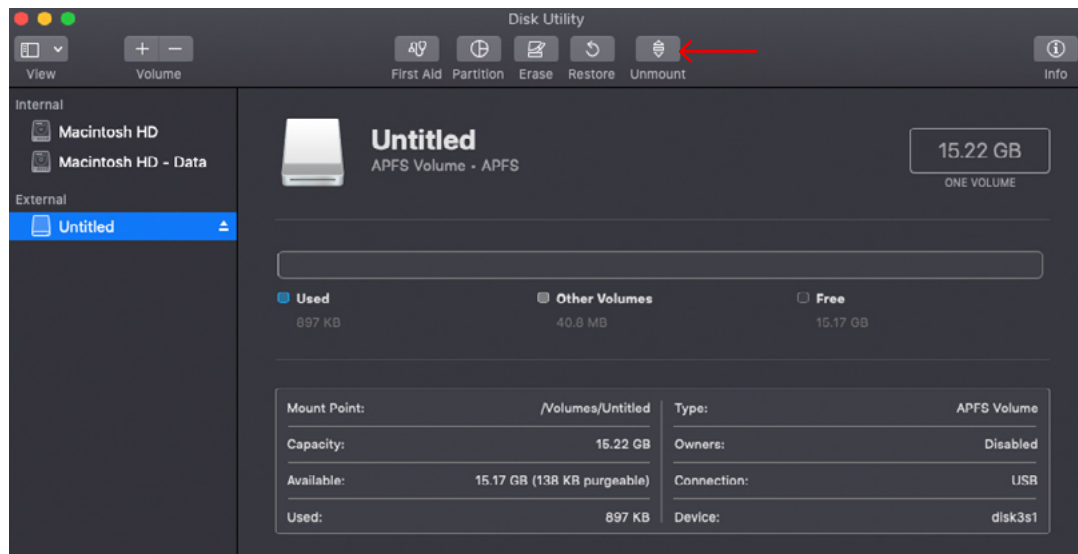 Disk Utility
View
Volume
First Aid Partition Erase Restore Unmount
Info
Internal
Macintosh HD
Macintosh HD - Data
External
Untitled
Untitled
APFS Volume • APFS
15.22 GB
ONE VOLUME
Used
897 KB
Other Volumes
40.8 MB
Free
15.17 GB
Mount Point: /Volumes/Untitled
Type: APFS Volume
Capacity: 15.22 GB
Owners: Disabled
Available: 15.17 GB (138 KB purgeable)
Connection: USB
Used: 897 KB
Device: disk3s1